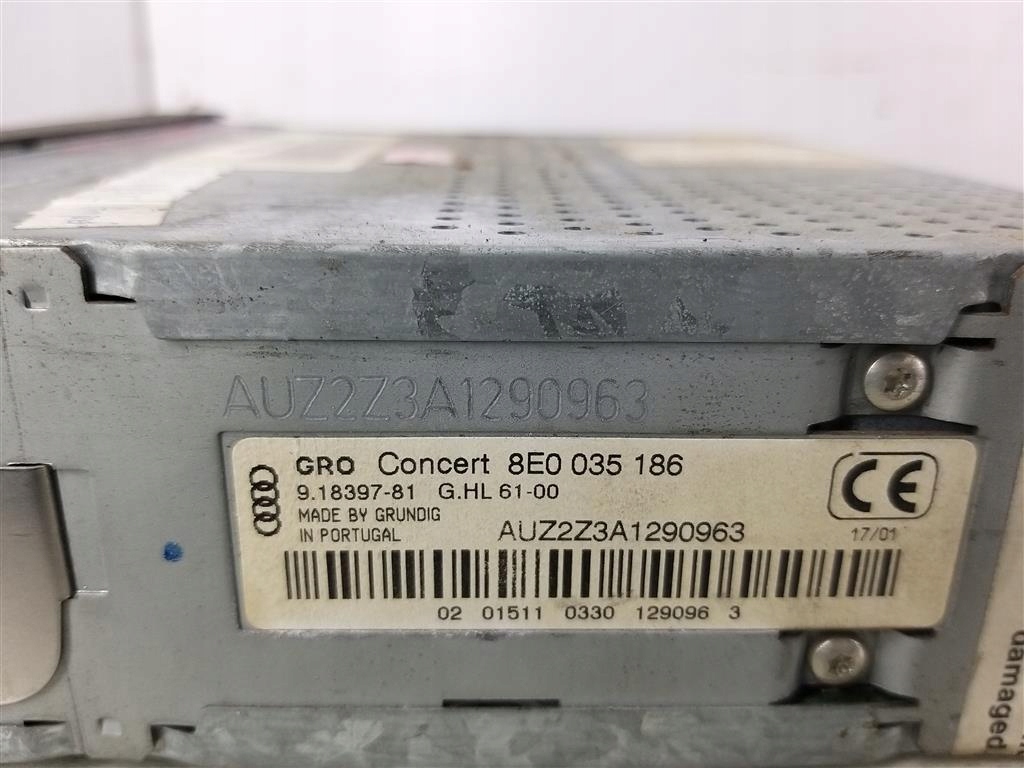 AUZ2Z3A1290963
GRO Concert 8E0 035 186
9.18397-81 G.HL 61-00
MADE BY GRUNDIG
IN PORTUGAL
AUZ2Z3A1290963
CE
17/01
02 01511 0330 129096 3
damaged